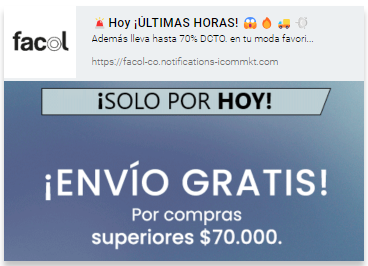 facol
🚨 Hoy ¡ÚLTIMAS HORAS! 😱🔥🚚💨
Además lleva hasta 70% DCTO. en tu moda favori...
https://facol-co.notifications-icommkt.com
¡SOLO POR HOY!
¡ENVÍO GRATIS!
Por compras
superiores $70.000.